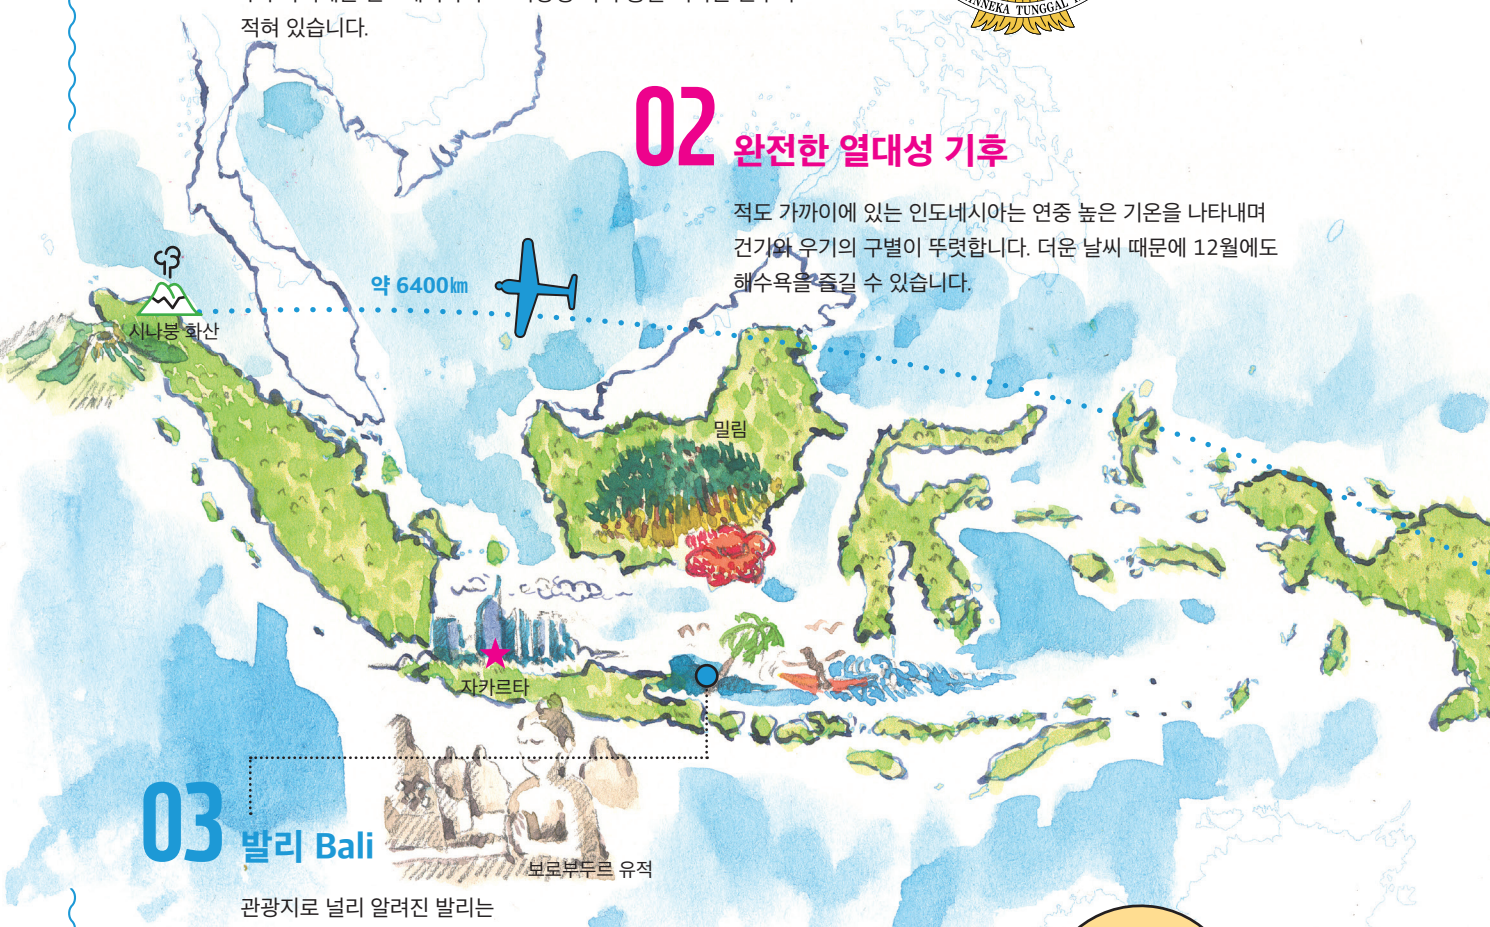 적혀 있습니다.
TUNGGAL
02 완전한 열대성 기후
적도 가까이에 있는 인도네시아는 연중 높은 기온을 나타내며
건기와 우기의 구별이 뚜렷합니다. 더운 날씨 때문에 12월에도
해수욕을 즐길 수 있습니다.
약 6400㎞
시나붕 화산
밀림
자카르타
03 발리 Bali
보로부두르 유적
관광지로 널리 알려진 발리는